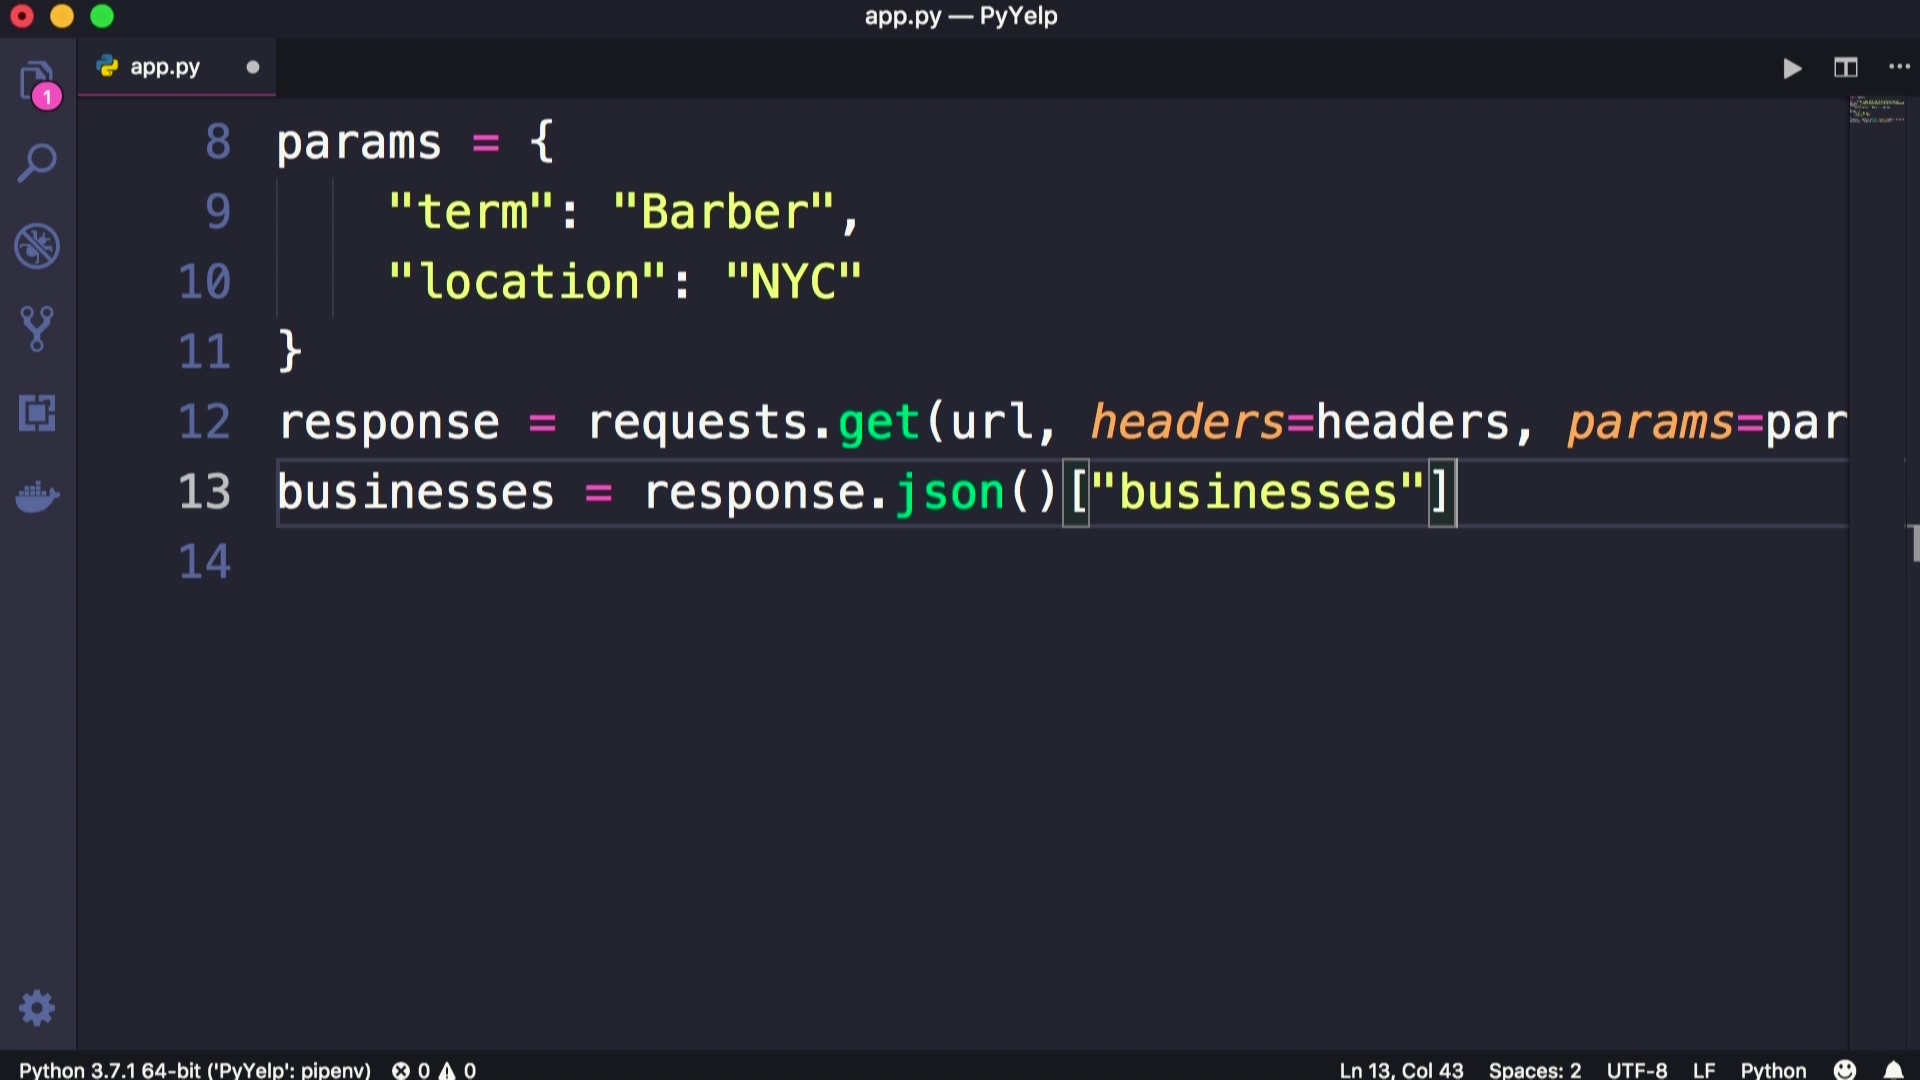 app.py — PyYelp
1
app.py
8 params = {
9 "term": "Barber",
10 "location": "NYC"
11 }
12 response = requests.get(url, headers=headers, params=par
13 businesses = response.json()["businesses"]
14
Python 3.7.1 64-bit ('PyYelp': pipenv) 0 0 Ln 13, Col 43 Spaces: 2 UTF-8 LF Python